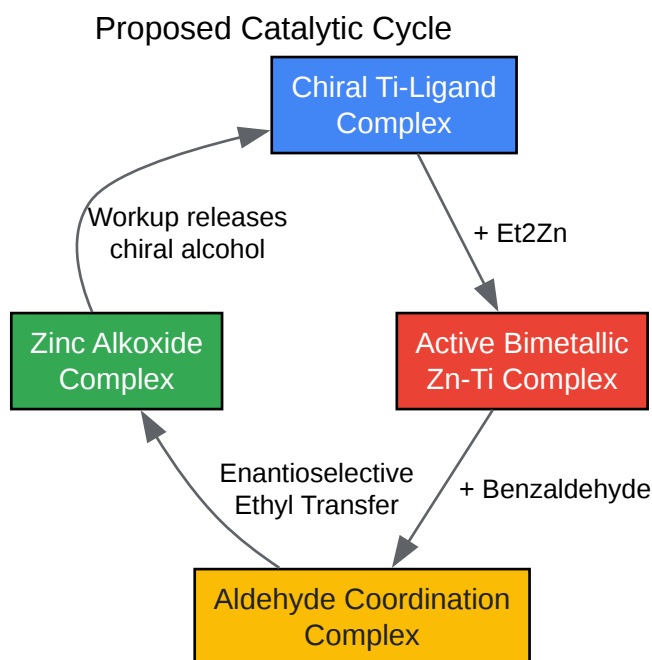 Proposed Catalytic Cycle
Chiral Ti-Ligand
Complex
Workup releases
chiral alcohol
+ Et2Zn
Zinc Alkoxide
Complex
Active Bimetallic
Zn-Ti Complex
Enantioselective
Ethyl Transfer
+ Benzaldehyde
Aldehyde Coordination
Complex